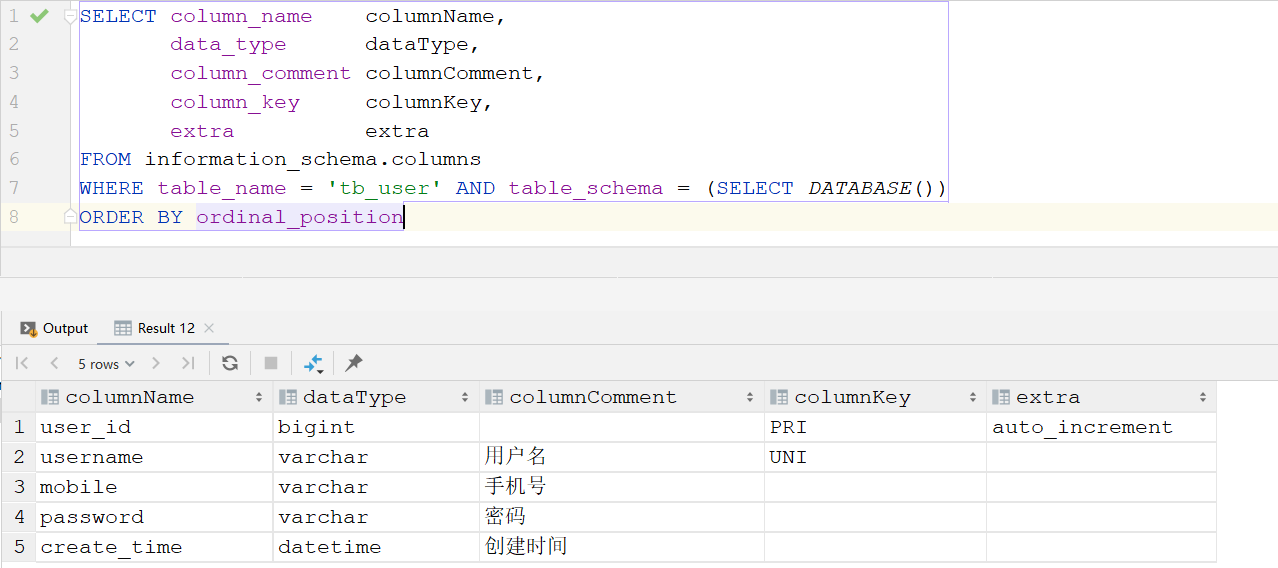 1 SELECT column_name columnName,
2 data_type dataType,
3 column_comment columnComment,
4 column_key columnKey,
5 extra extra
6 FROM information_schema.columns
7 WHERE table_name = 'tb_user' AND table_schema = (SELECT DATABASE())
8 ORDER BY ordinal_position
Output Result 12
5 rows
columnName dataType columnComment columnKey extra
1 user_id bigint PRI auto_increment
2 username varchar 用户名 UNI
3 mobile varchar 手机号
4 password varchar 密码
5 create_time datetime 创建时间